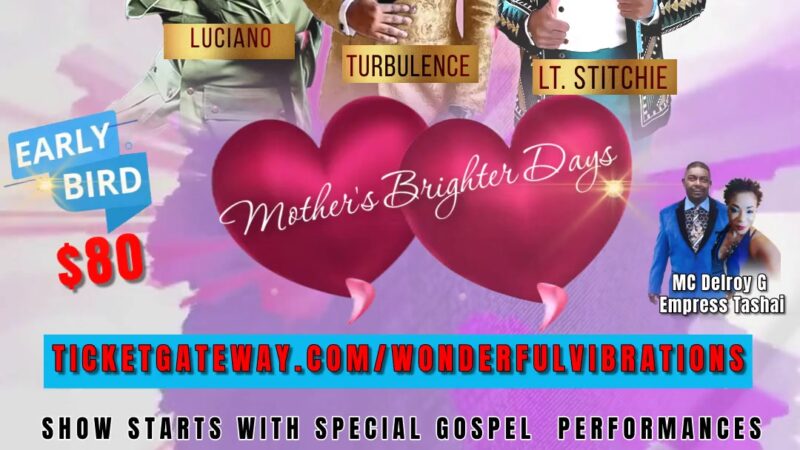 LUCIANO
TURBULENCE
LT. STITCHIE
EARLY
BIRD
$80
Mother's Brighter Days
MC Delroy G
Empress Tashai
TICKETGATEWAY.COM/WONDERFULVIBRATIONS
SHOW STARTS WITH SPECIAL GOSPEL PERFORMANCES